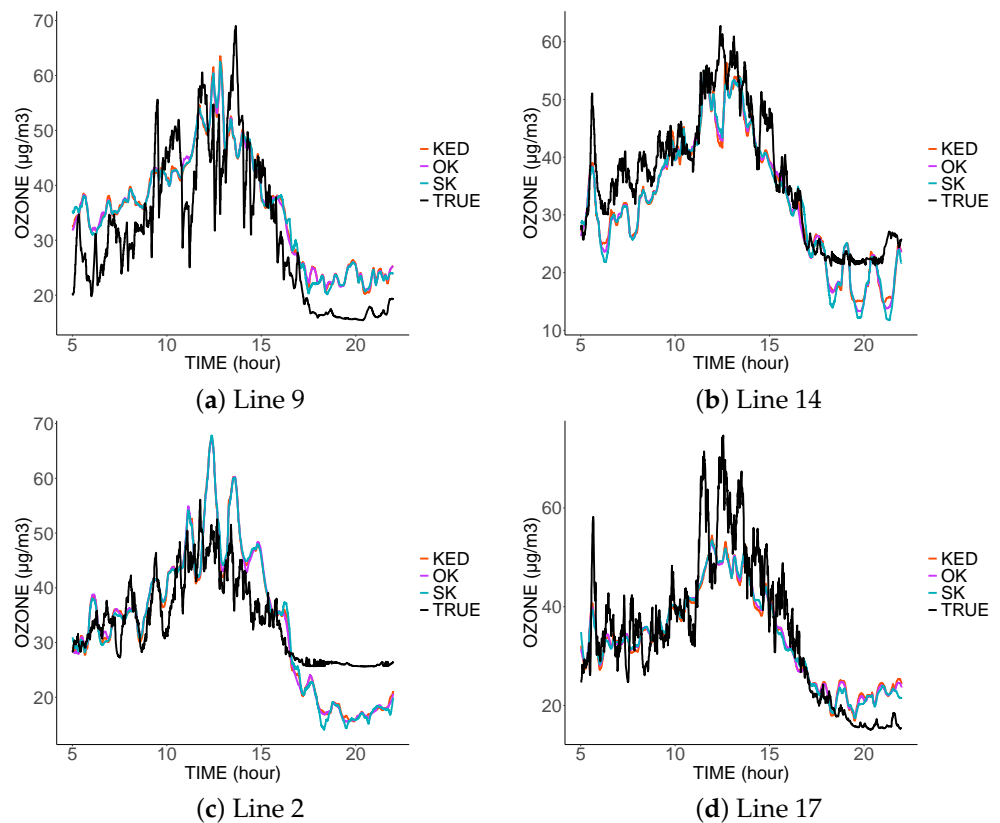 70
60
50
40
30
20
OZONE (µg/m3)
5
10
15
20
TIME (hour)
KED
OK
SK
TRUE
(a) Line 9
60
50
40
30
20
10
OZONE (µg/m3)
5
10
15
20
TIME (hour)
KED
OK
SK
TRUE
(b) Line 14
70
60
50
40
30
20
OZONE (µg/m3)
5
10
15
20
TIME (hour)
KED
OK
SK
TRUE
(c) Line 2
60
40
20
OZONE (µg/m3)
5
10
15
20
TIME (hour)
KED
OK
SK
TRUE
(d) Line 17